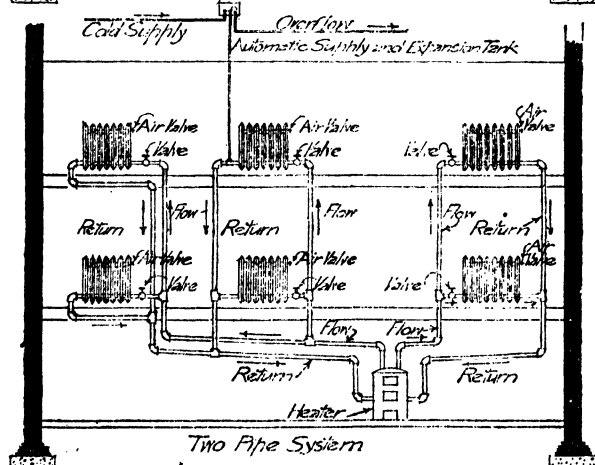 Cold Supply
Overflow
Automatic Supply and Expansion Tank
Air Valve
Valve
Air Valve
Valve
Air Valve
Valve
Return
Flow
Return
Flow
Flow
Return
Air Valve
Valve
Air Valve
Valve
Air Valve
Valve
Flow
Flow
Return
Return
Heater
Two Pipe System